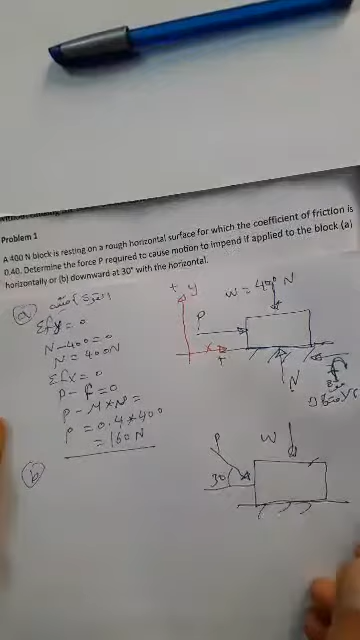 Problem 1
A 400 N block is resting on a rough horizontal surface for which the coefficient of friction is
0.40. Determine the force P required to cause motion to impend if applied to the block (a)
horizontally or (b) downward at 30° with the horizontal.
a
Σfy = 0
N - 400 = 0
N = 400N
Σfx = 0
P - F = 0
P - M*N =
P = 0.4*400
= 160 N
+ y
W = 400 N
P
x
+
N
b
P
W
30